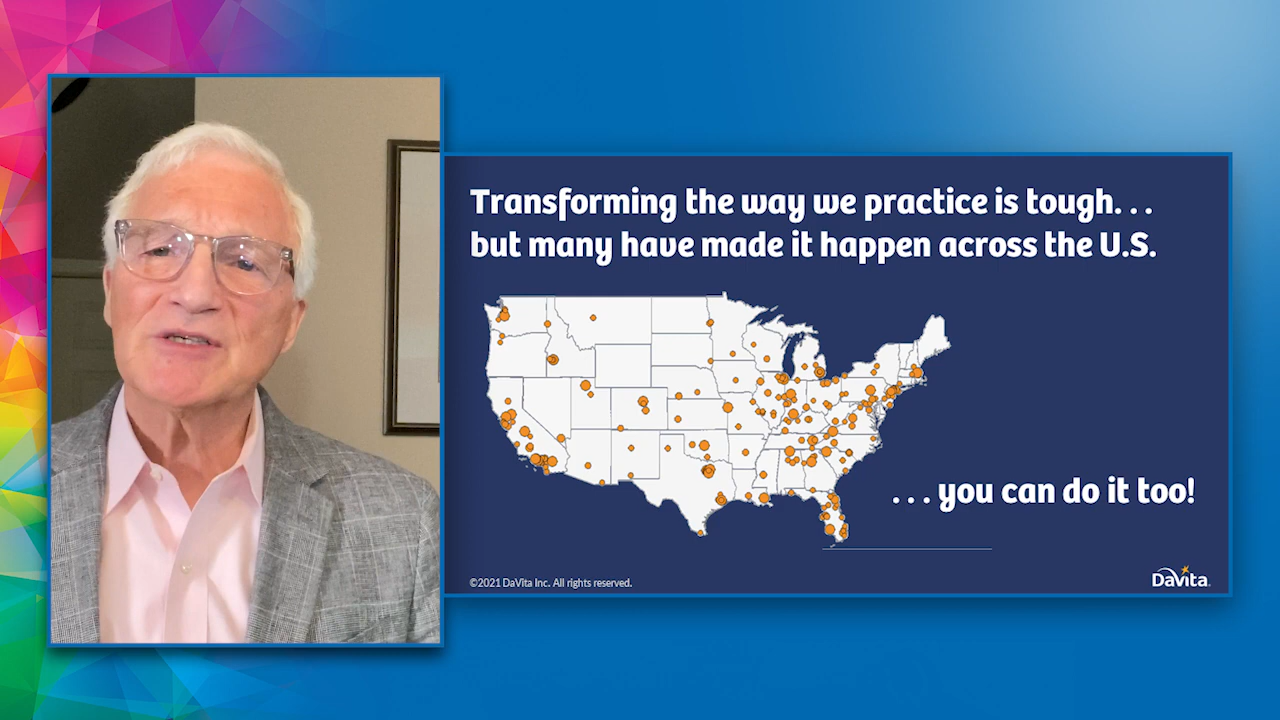 Transforming the way we practice is tough. . .
but many have made it happen across the U.S.
. . . you can do it too!
©2021 DaVita Inc. All rights reserved.
DaVita.